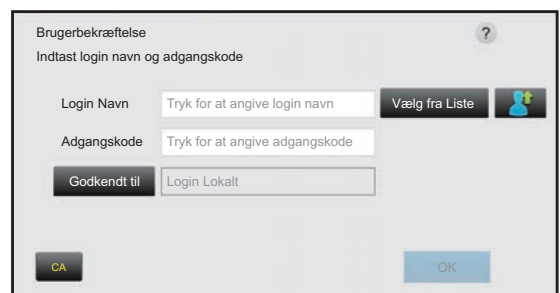 Brugerbekræftelse
?
Indtast login navn og adgangskode
Login Navn
Tryk for at angive login navn
Vælg fra Liste
Adgangskode
Tryk for at angive adgangskode
Godkendt til
Login Lokalt
CA
OK